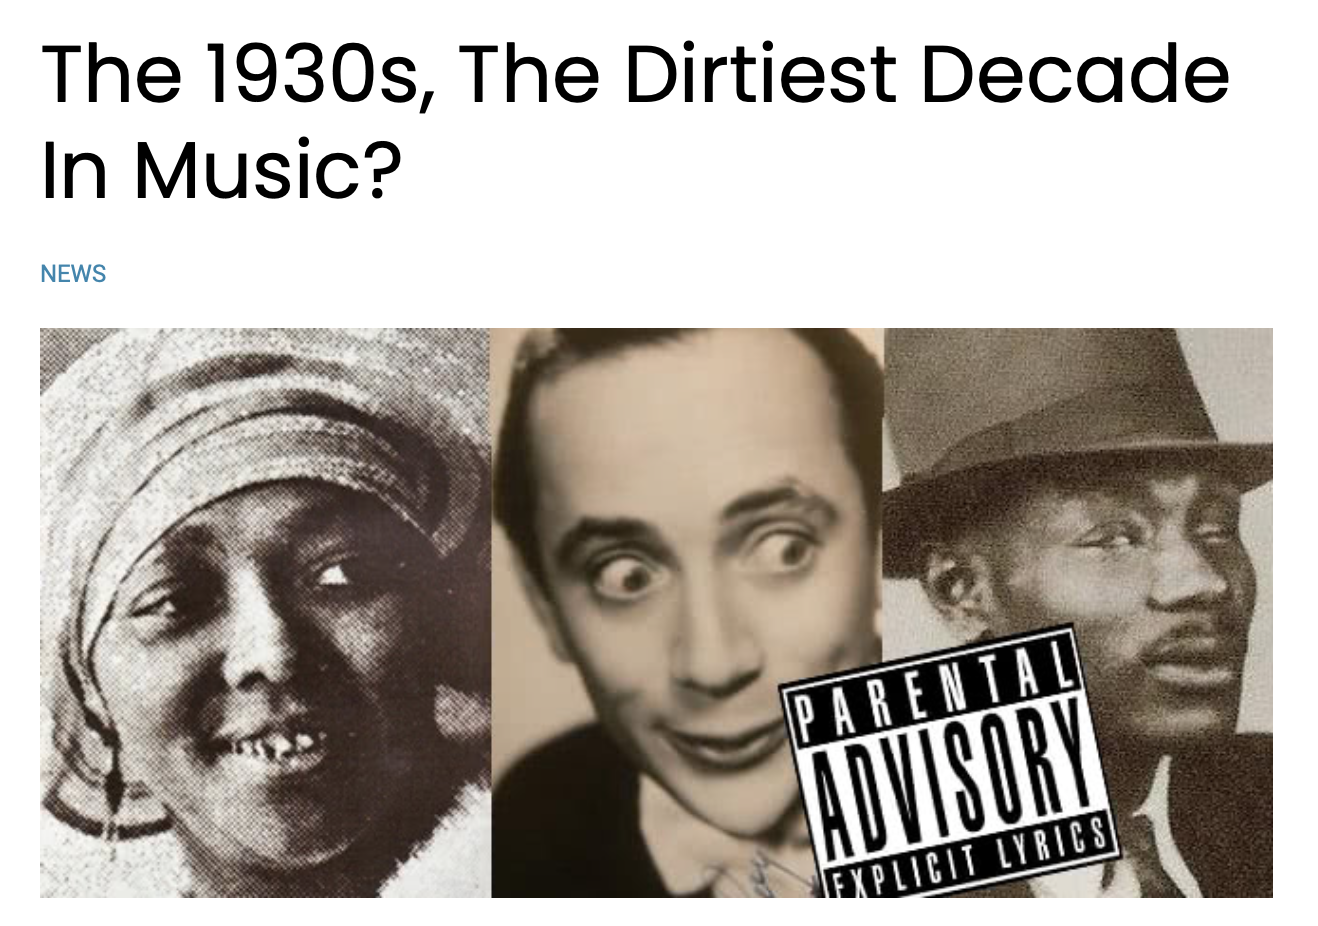 The 1930s, The Dirtiest Decade
In Music?
NEWS
PARENTAL
ADVISORY
EXPLICIT LYRICS